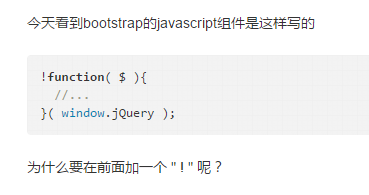 今天看到bootstrap的javascript组件是这样写的
!function( $ ){
  //...
}( window.jQuery );
为什么要在前面加一个 " ! " 呢？